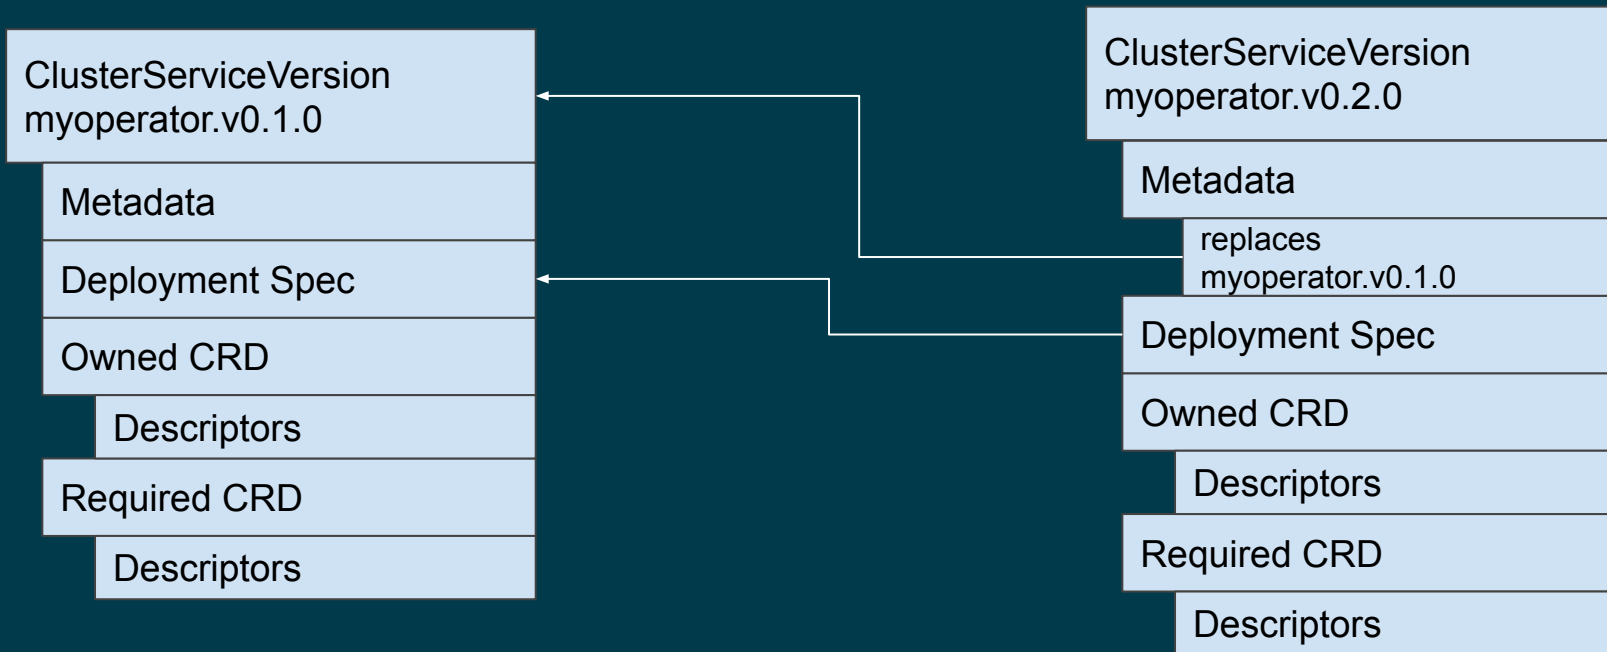 ClusterServiceVersion
myoperator.v0.1.0
Metadata
Deployment Spec
Owned CRD
Descriptors
Required CRD
Descriptors
ClusterServiceVersion
myoperator.v0.2.0
Metadata
replaces
myoperator.v0.1.0
Deployment Spec
Owned CRD
Descriptors
Required CRD
Descriptors